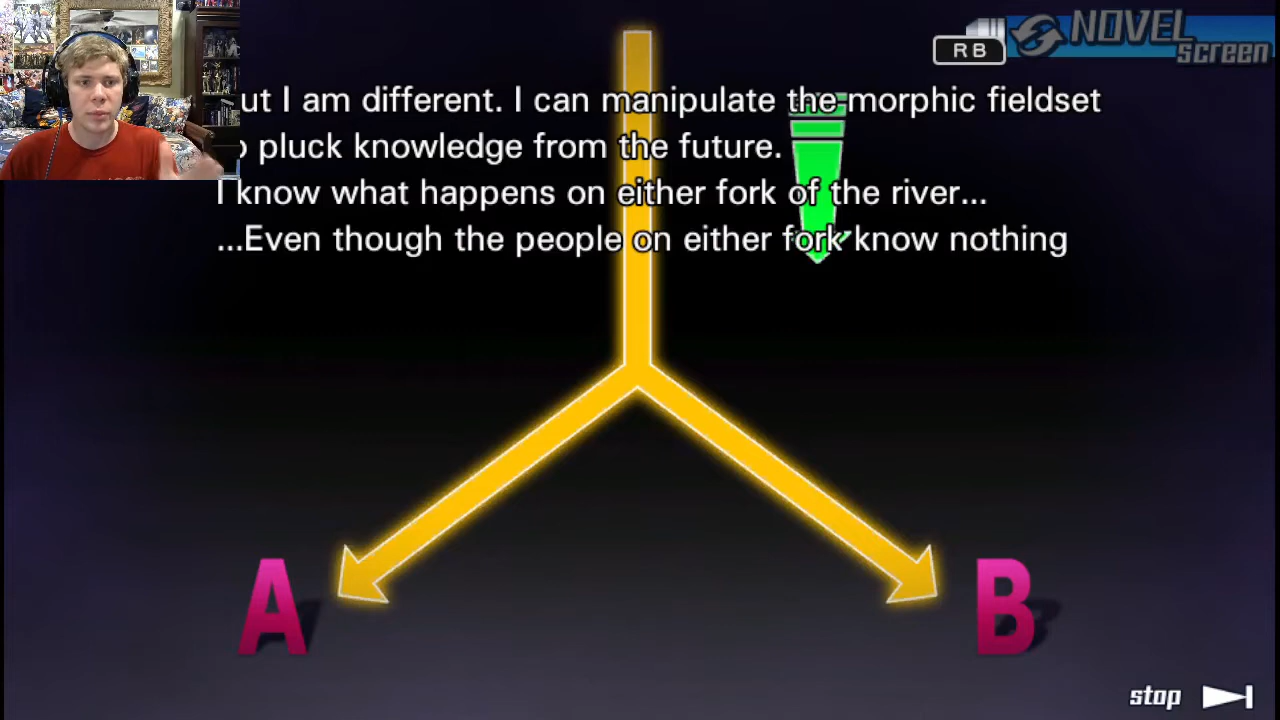 RB
NOVEL
Screen
ut I am different. I can manipulate the morphic fieldset
o pluck knowledge from the future.
I know what happens on either fork of the river...
...Even though the people on either fork know nothing
A
B
stop